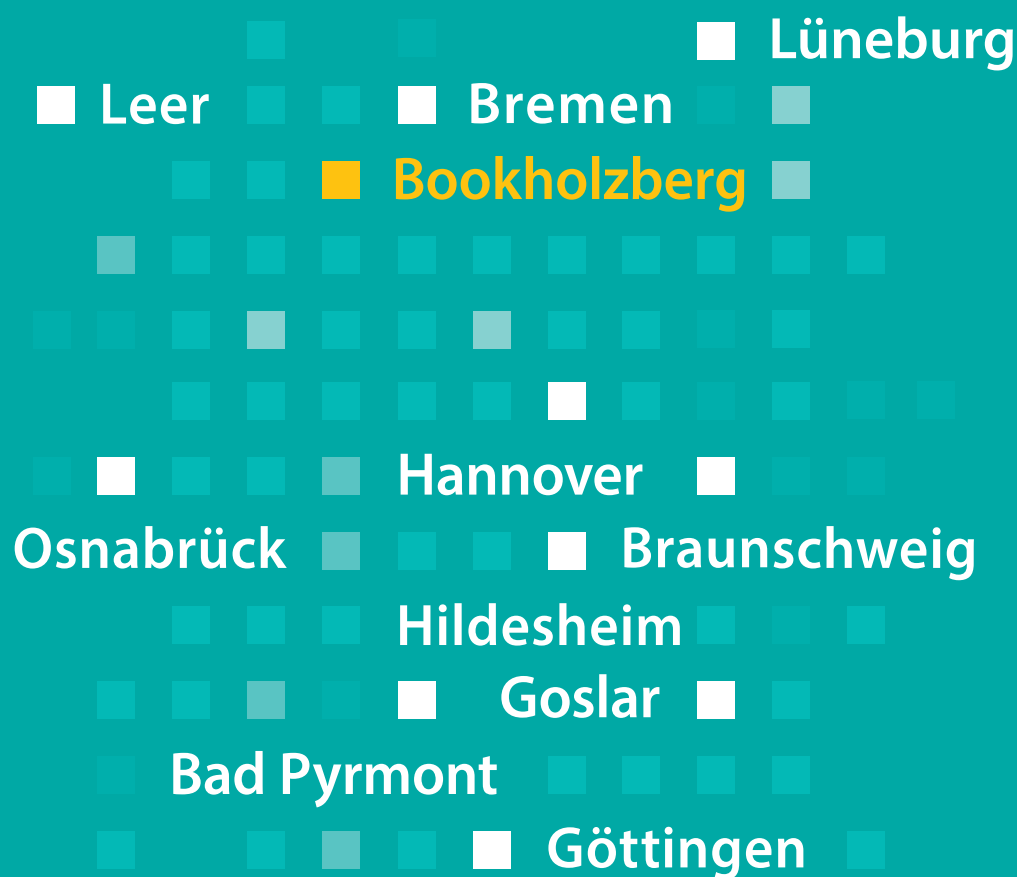 Lüneburg
Leer
Bremen
Bookholzberg
Hannover
Osnabrück
Braunschweig
Hildesheim
Goslar
Bad Pyrmont
Göttingen